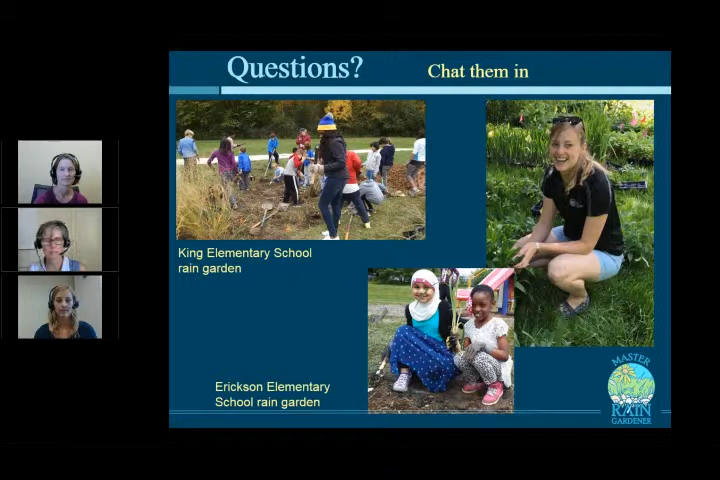 Questions?
Chat them in
King Elementary School
rain garden
Erickson Elementary
School rain garden
MASTER
RAIN
GARDENER